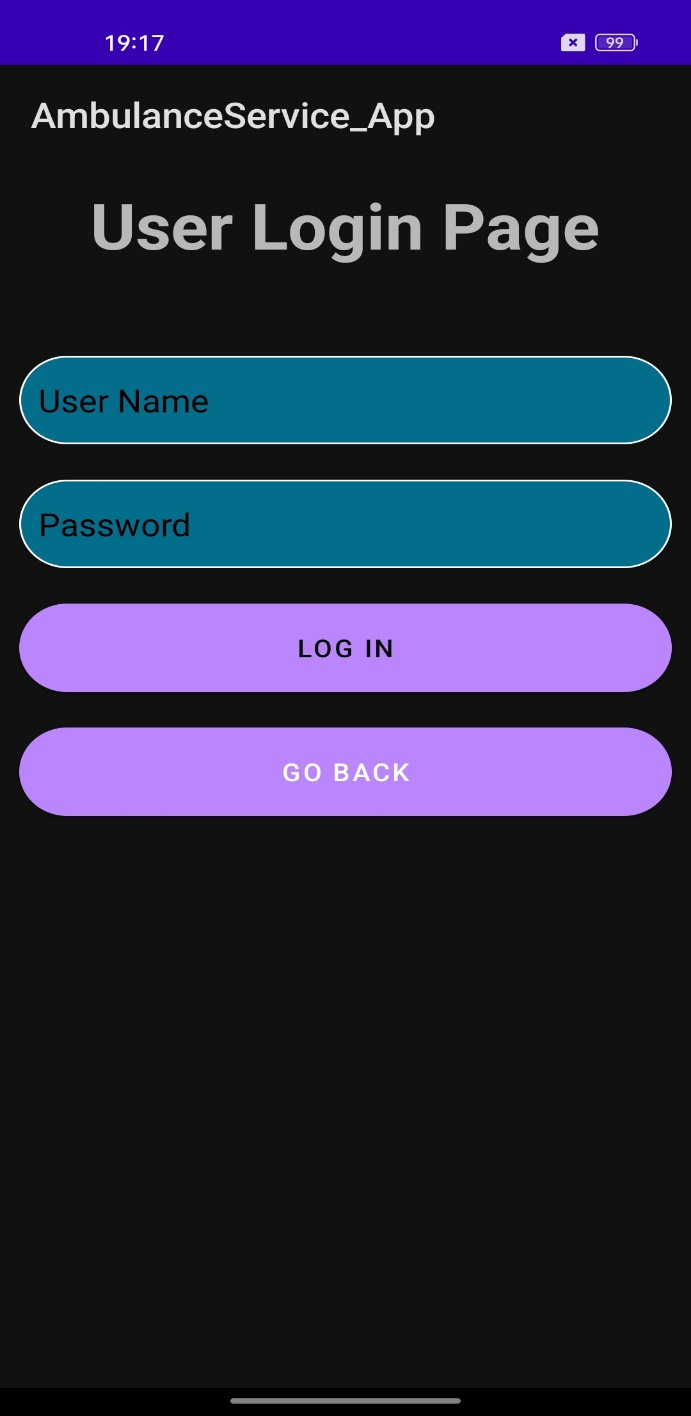 19:17
99
AmbulanceService_App
User Login Page
User Name
Password
LOG IN
GO BACK